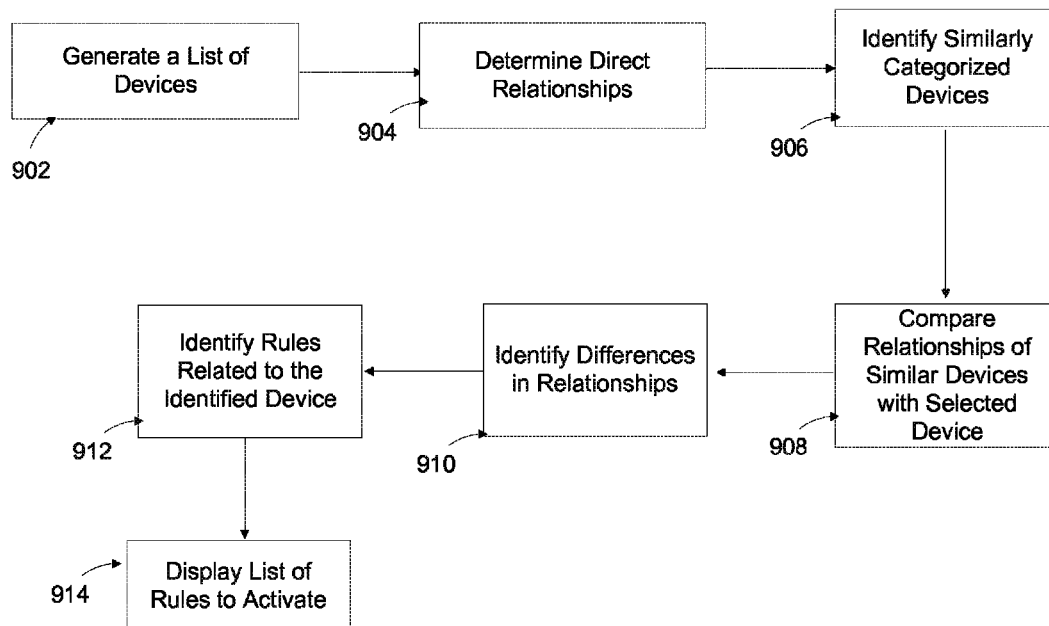 Generate a List of
Devices
902
Determine Direct
Relationships
904
Identify Similarly
Categorized
Devices
906
Compare
Relationships of
Similar Devices
with Selected
Device
908
Identify Differences
in Relationships
910
Identify Rules
Related to the
Identified Device
912
Display List of
Rules to Activate
914